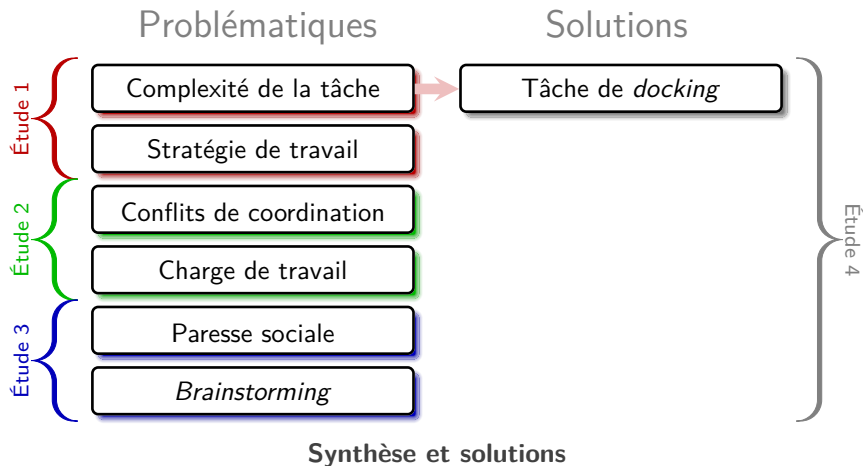 Problématiques
Solutions
Étude 1
Complexité de la tâche
Tâche de docking
Stratégie de travail
Étude 2
Conflits de coordination
Charge de travail
Étude 3
Paresse sociale
Brainstorming
Étude 4
Synthèse et solutions